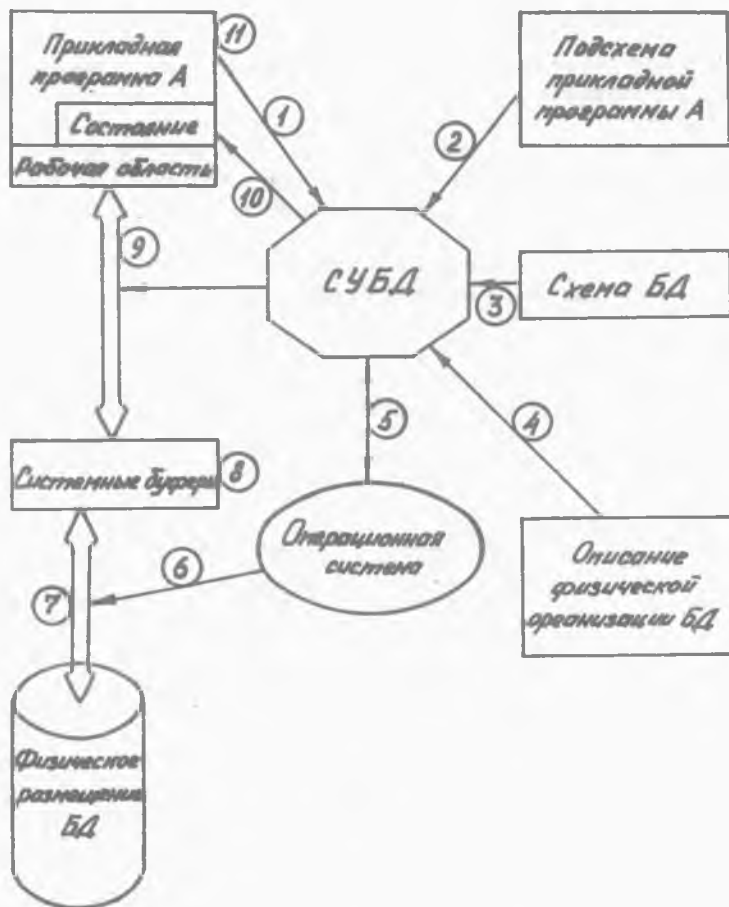 Прикладная
программа А
Состояние
Рабочая область
11
1
10
Подсхема
прикладной
программы А
2
9
СУБД
3
Схема БД
5
4
Системные буферы
8
Операционная
система
6
7
Описание
физической
организации БД
Физическое
размещение
БД